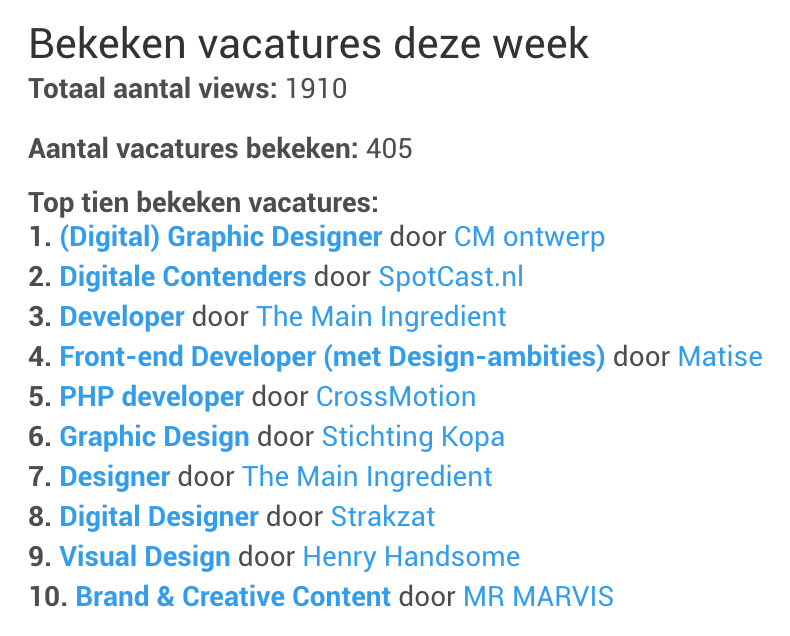 Bekeken vacatures deze week
Totaal aantal views: 1910
Aantal vacatures bekeken: 405
Top tien bekeken vacatures:
1. (Digital) Graphic Designer door CM ontwerp
2. Digitale Contenders door SpotCast.nl
3. Developer door The Main Ingredient
4. Front-end Developer (met Design-ambities) door Matise
5. PHP developer door CrossMotion
6. Graphic Design door Stichting Kopa
7. Designer door The Main Ingredient
8. Digital Designer door Strakzat
9. Visual Design door Henry Handsome
10. Brand & Creative Content door MR MARVIS